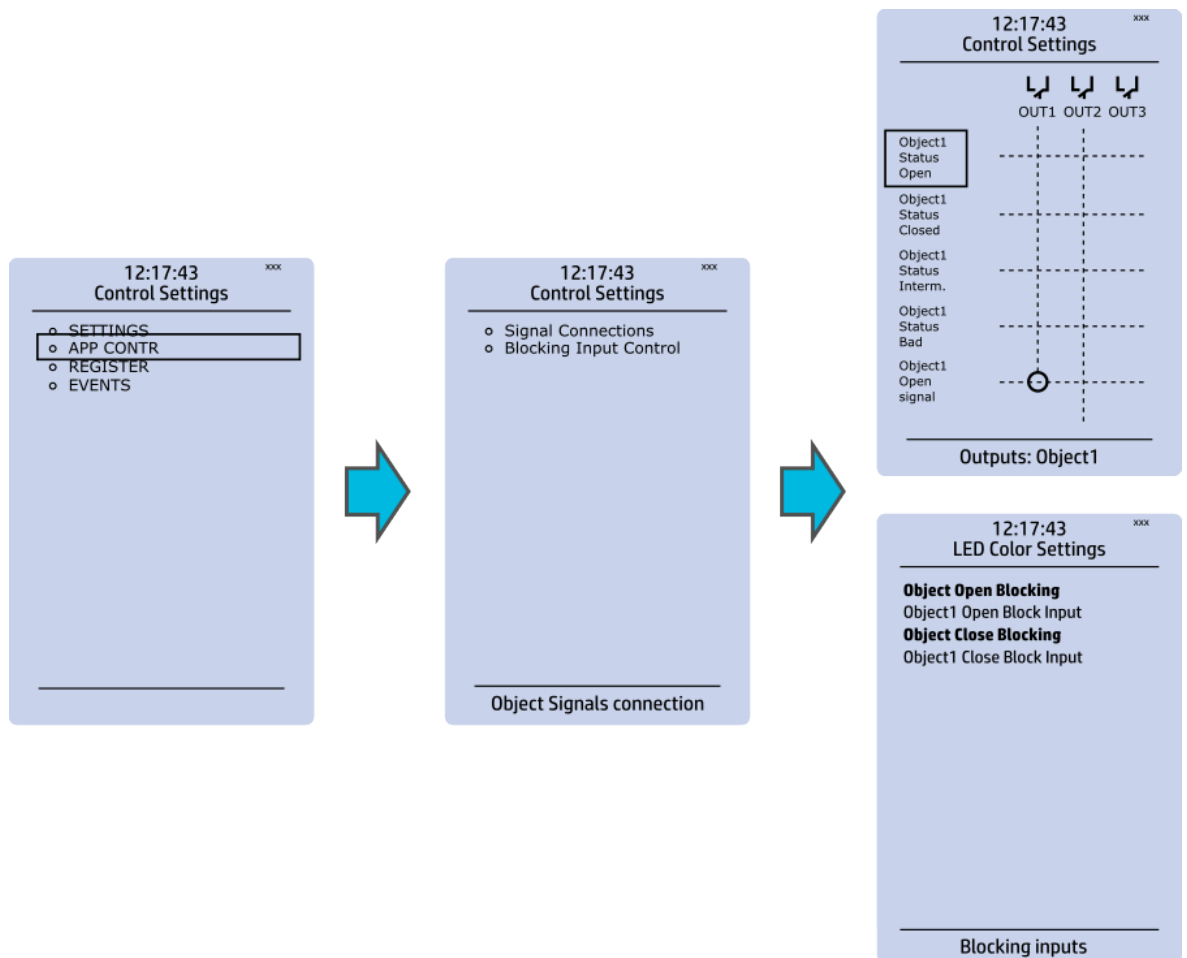 12:17:43 xxx
Control Settings
SETTINGS
APP CONTR
REGISTER
EVENTS
12:17:43 xxx
Control Settings
Signal Connections
Blocking Input Control
Object Signals connection
12:17:43 xxx
Control Settings
OUT1 OUT2 OUT3
Object1
Status
Open
Object1
Status
Closed
Object1
Status
Interm.
Object1
Status
Bad
Object1
Open
signal
Outputs: Object1
12:17:43 xxx
LED Color Settings
Object Open Blocking
Object1 Open Block Input
Object Close Blocking
Object1 Close Block Input
Blocking inputs